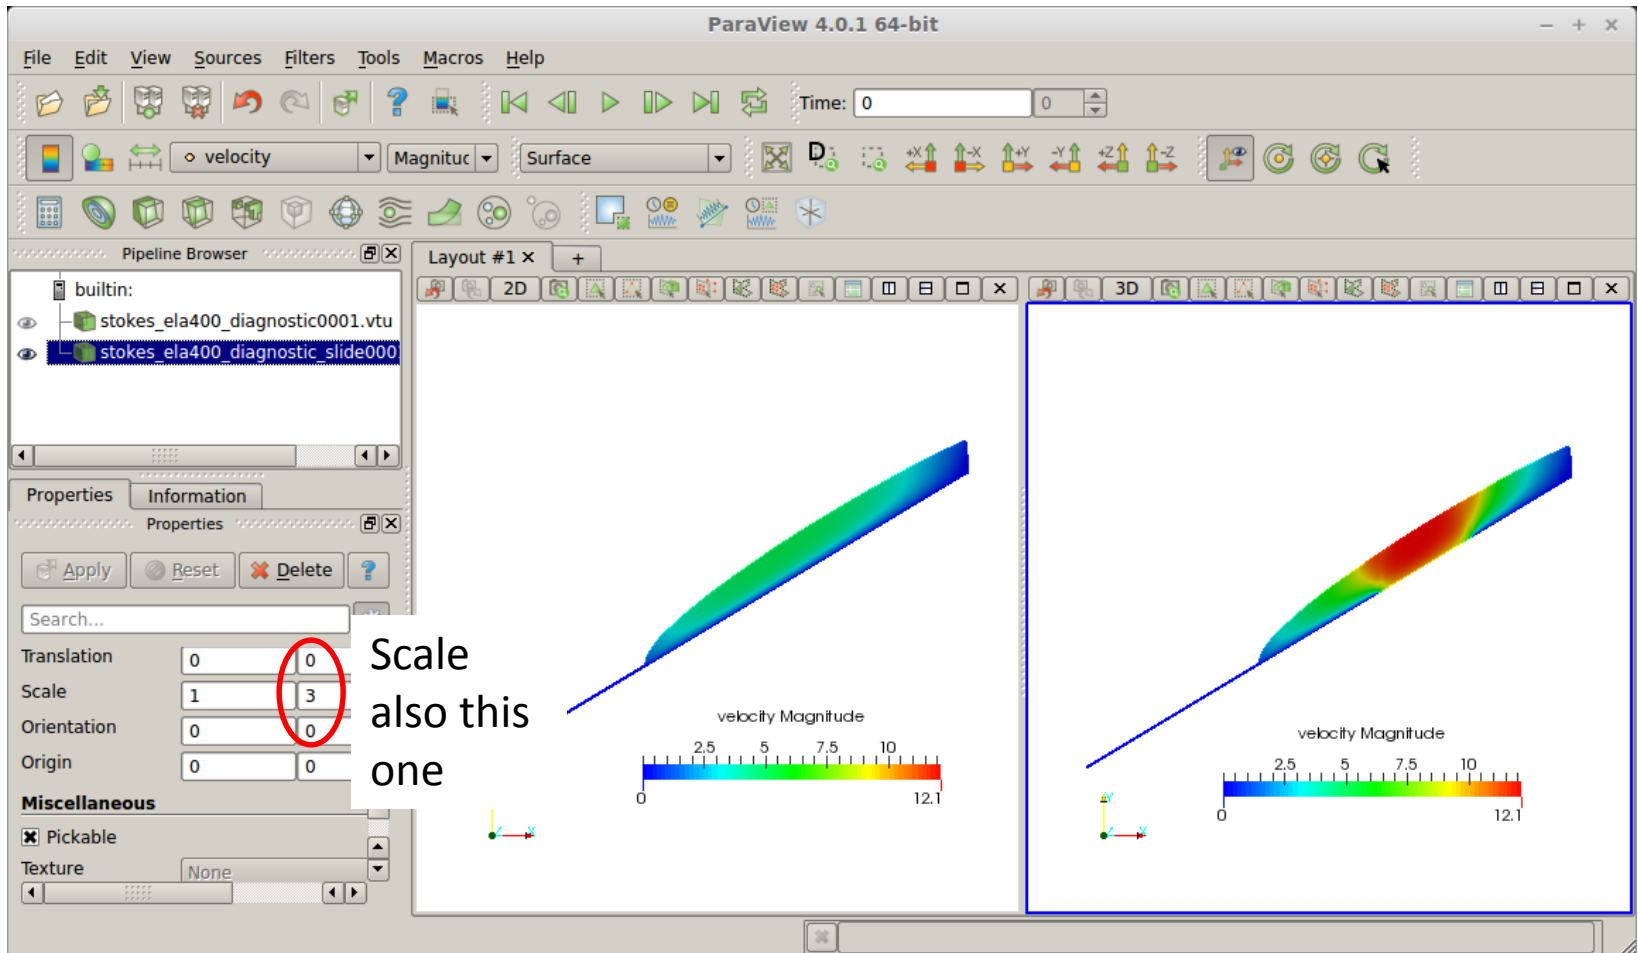 ParaView 4.0.1 64-bit
File Edit View Sources Filters Tools Macros Help
Time: 0 0
velocity Magnituc Surface
+X -X +Y -Y +Z -Z
Pipeline Browser
Layout #1 +
builtin:
stokes_ela400_diagnostic0001.vtu
stokes_ela400_diagnostic_slide000
2D
3D
Properties Information
Properties
Apply Reset Delete ?
Search...
Translation 0 0
Scale 1 3
Orientation 0 0
Origin 0 0
Miscellaneous
Pickable
Texture None
Scale
also this
one
velocity Magnitude
2.5 5 7.5 10
0 12.1
X
velocity Magnitude
2.5 5 7.5 10
0 12.1
Y
Z X